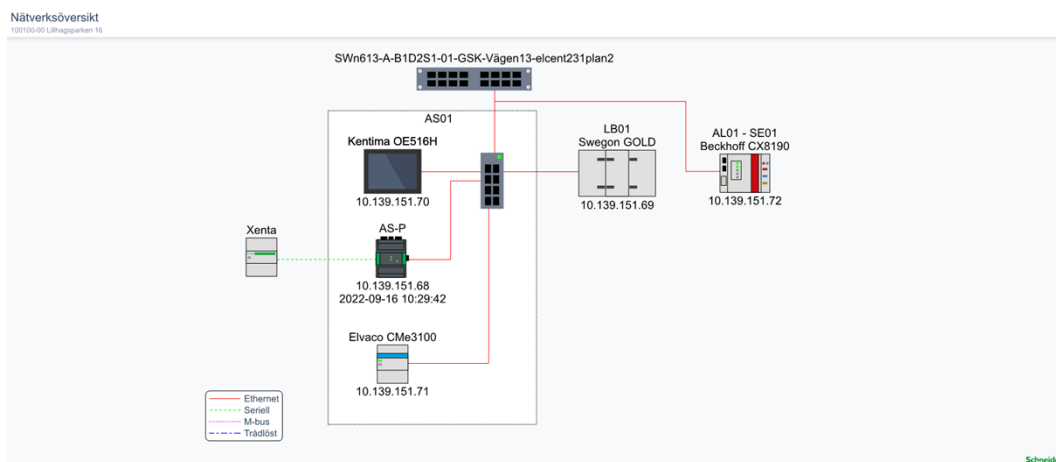 Nätverksöversikt
100100-00 Lillhagsparken 16
SWn613-A-B1D2S1-01-GSK-Vägen13-elcent231plan2
AS01
Kentima OE516H
10.139.151.70
LB01
Swegon GOLD
10.139.151.69
AL01 - SE01
Beckhoff CX8190
10.139.151.72
Xenta
AS-P
10.139.151.68
2022-09-16 10:29:42
Elvaco CMe3100
10.139.151.71
Ethernet
Seriell
M-bus
Trådlöst
Schneide